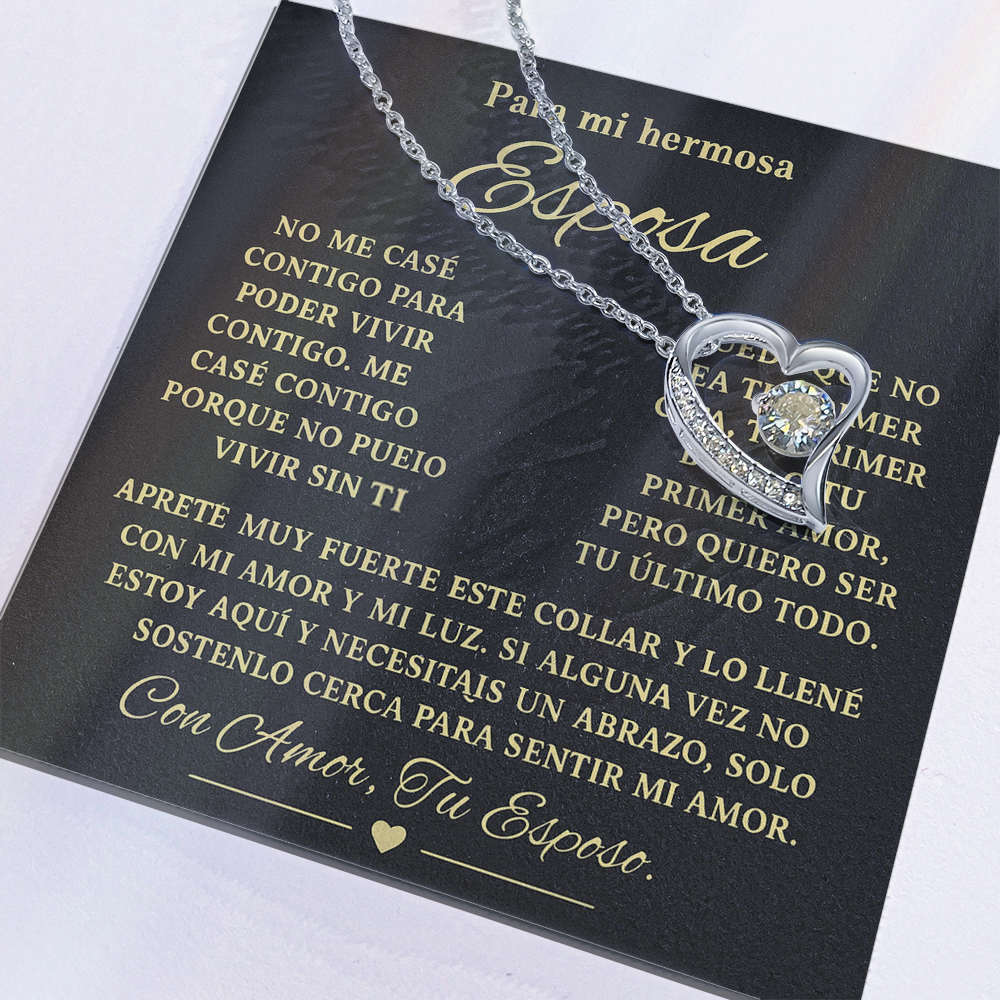 Para mi hermosa
Esposa
NO ME CASÉ
CONTIGO PARA
PODER VIVIR
CONTIGO. ME
CASÉ CONTIGO
PORQUE NO PUEIO
VIVIR SIN TI
QUE NO
TU
PRIMER AMOR,
PERO QUIERO SER
TU ÚLTIMO TODO.
APRETÉ MUY FUERTE ESTE COLLAR Y LO LLENÉ
CON MI AMOR Y MI LUZ. SI ALGUNA VEZ NO
ESTOY AQUÍ Y NECESITĄIS UN ABRAZO, SOLO
SOSTENLO CERCA PARA SENTIR MI AMOR.
Con Amor, Tu Esposo.